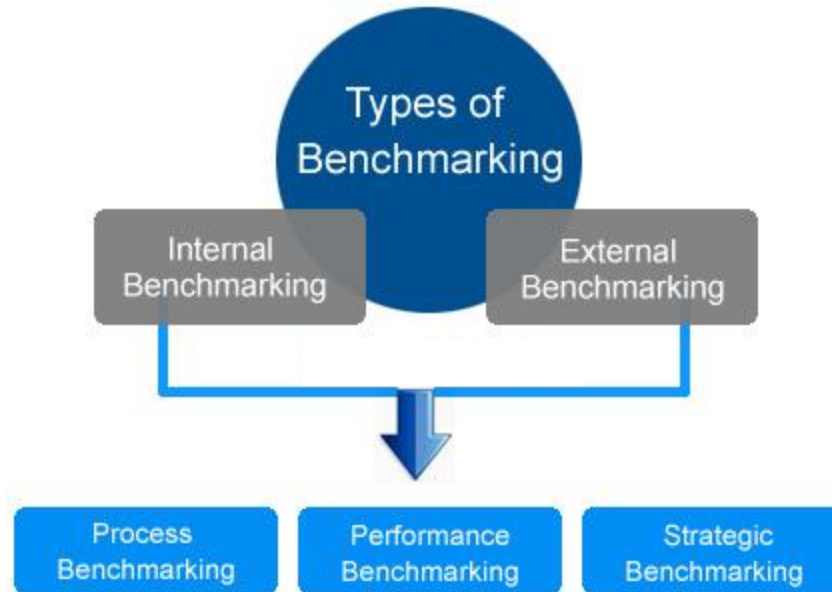 Types of
Benchmarking
Internal
Benchmarking
External
Benchmarking
Process
Benchmarking
Performance
Benchmarking
Strategic
Benchmarking